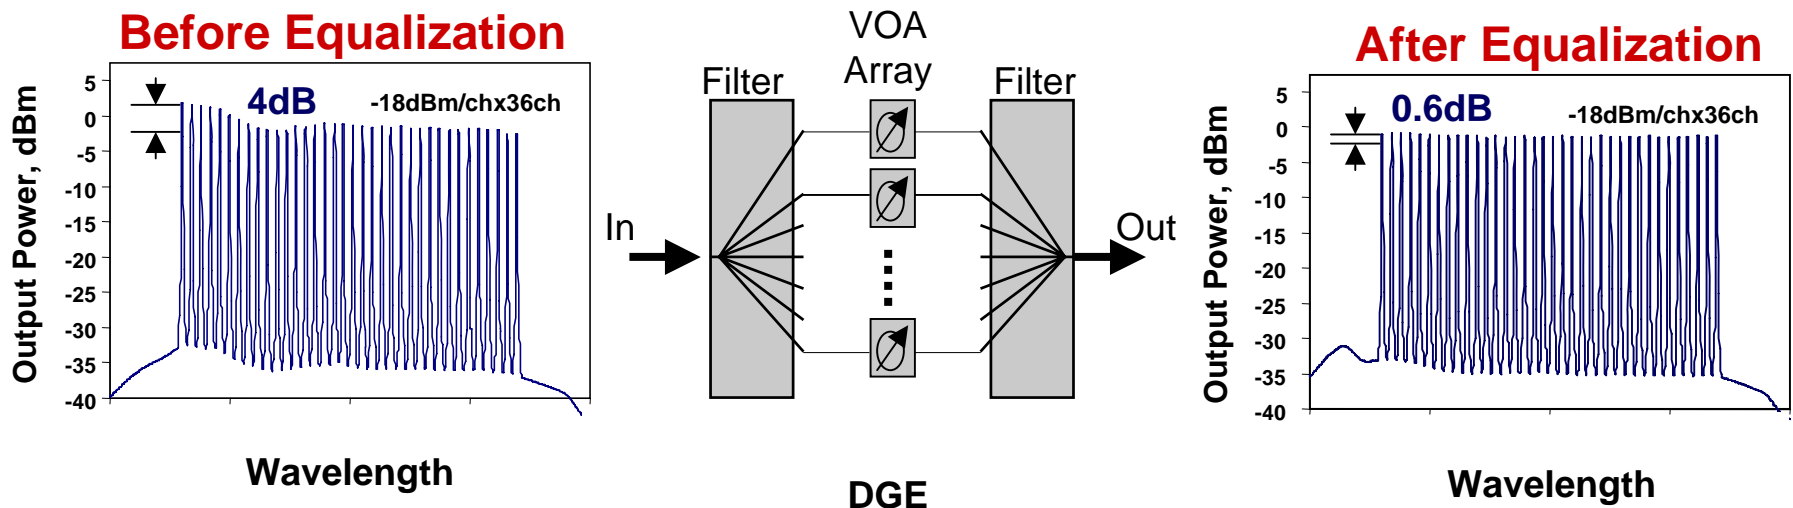 Before Equalization
Output Power, dBm
5
0
-5
-10
-15
-20
-25
-30
-35
-40
4dB
-18dBm/chx36ch
Wavelength
VOA
Array
Filter
Filter
In
Out
DGE
After Equalization
Output Power, dBm
5
0
-5
-10
-15
-20
-25
-30
-35
-40
0.6dB
-18dBm/chx36ch
Wavelength